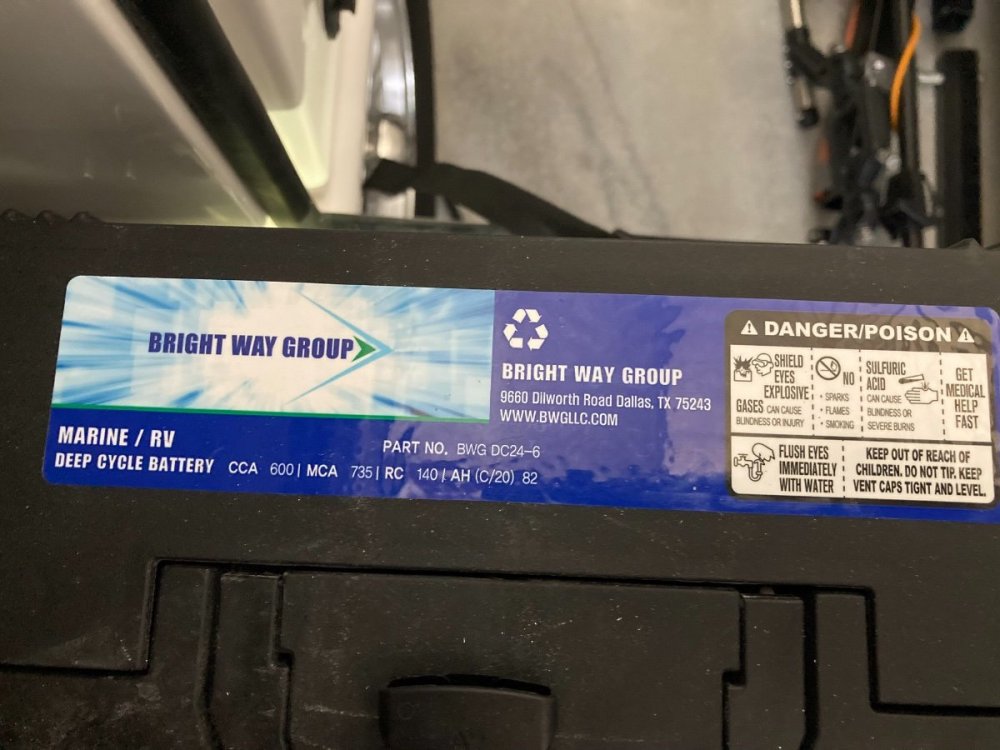 BRIGHT WAY GROUP
MARINE / RV
DEEP CYCLE BATTERY
PART NO. BWG DC24-6
CCA 600 | MCA 735 | RC 140 / AH (C/20) 82
BRIGHT WAY GROUP
9660 Dilworth Road Dallas, TX 75243
WWW.BWGLLC.COM
DANGER/POISON
SHIELD
EYES
EXPLOSIVE
GASES CAN CAUSE
BLINDNESS OR INJURY
NO
• SPARKS
• FLAMES
• SMOKING
SULFURIC
ACID
CAN CAUSE
BLINDNESS OR
SEVERE BURNS
GET
MEDICAL
HELP
FAST
FLUSH EYES
IMMEDIATELY
WITH WATER
KEEP OUT OF REACH OF
CHILDREN. DO NOT TIP. KEEP
VENT CAPS TIGNT AND LEVEL.